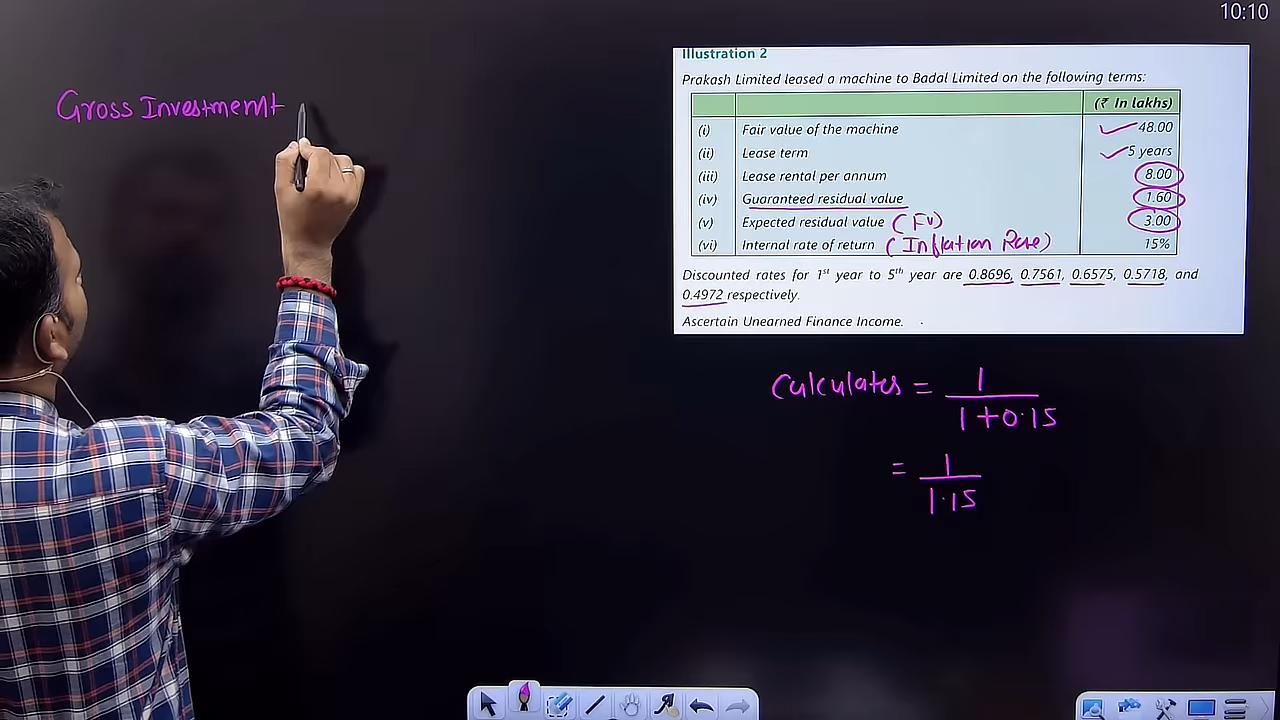 10:10
Gross Investment
Illustration 2
Prakash Limited leased a machine to Badal Limited on the following terms:
(₹ In lakhs)
(i) Fair value of the machine 48.00
(ii) Lease term 5 years
(iii) Lease rental per annum 8.00
(iv) Guaranteed residual value 1.60
(v) Expected residual value (FV) 3.00
(vi) Internal rate of return (Inflation Rate) 15%
Discounted rates for 1st year to 5th year are 0.8696, 0.7561, 0.6575, 0.5718, and
0.4972 respectively.
Ascertain Unearned Finance Income.
Calculates = 1
1+0.15
= 1
1.15